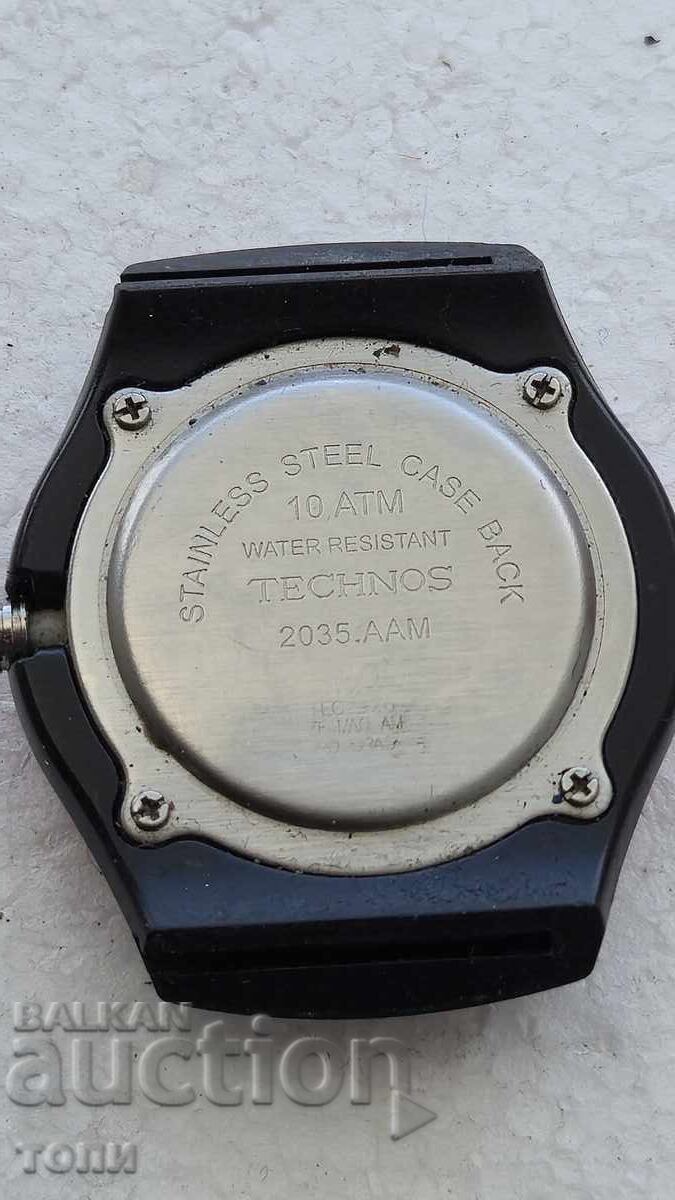 STAINLESS STEEL CASE BACK
10 ATM
WATER RESISTANT
TECHNOS
2035.AAM
BALKAN
auction
топи